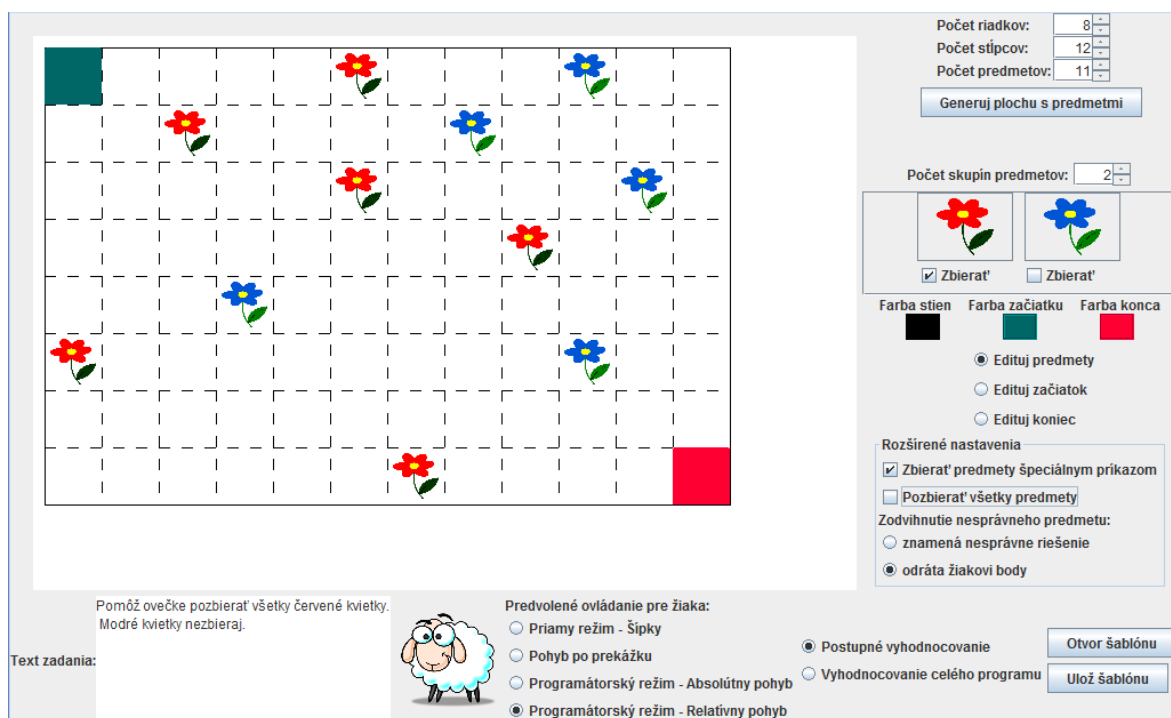 Počet riadkov: 8
Počet stĺpcov: 12
Počet predmetov: 11
Generuj plochu s predmetmi
Počet skupin predmetov: 2
Zbierať Zbierať
Farba stien Farba začiatku Farba konca
Edituj predmety
Edituj začiatok
Edituj koniec
Rozšírené nastavenia
Zbierať predmety špeciálnym príkazom
Pozbierať všetky predmety
Zodvihnutie nesprávneho predmetu:
znamená nesprávne riešenie
odráta žiakovi body
Text zadania:
Pomôž ovečke pozbierať všetky červené kvietky.
Modré kvietky nezbieraj.
Predvolené ovládanie pre žiaka:
Priamy režim - Šípky
Pohyb po prekážku
Programátorský režim - Absolútny pohyb
Programátorský režim - Relatívny pohyb
Postupné vyhodnocovanie
Vyhodnocovanie celého programu
Otvor šablónu
Ulož šablónu